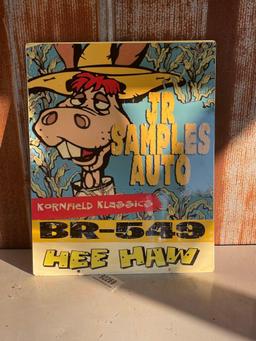 JR
SAMPLES
AUTO
KORNFIELD KLASSICS
BR-549
HEE HAW